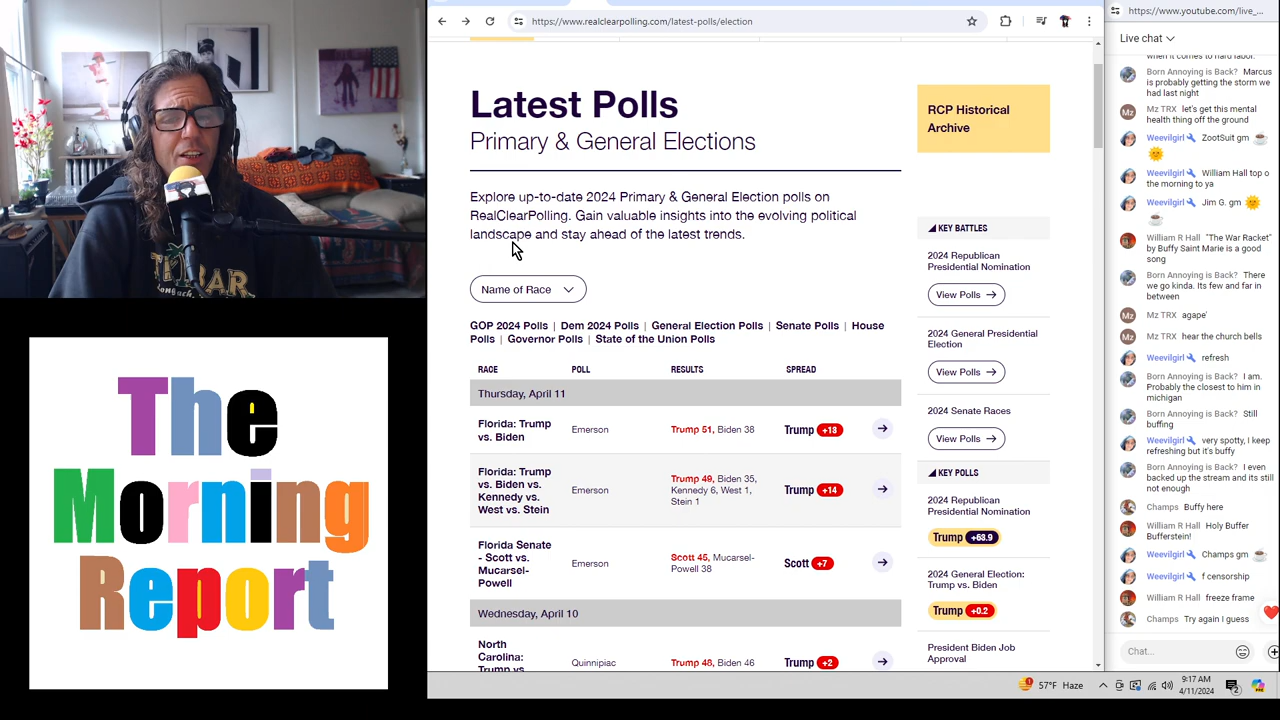 https://www.realclearpolling.com/latest-polls/election
Latest Polls
Primary & General Elections
Explore up-to-date 2024 Primary & General Election polls on
RealClearPolling. Gain valuable insights into the evolving political
landscape and stay ahead of the latest trends.
Name of Race
GOP 2024 Polls | Dem 2024 Polls | General Election Polls | Senate Polls | House
Polls | Governor Polls | State of the Union Polls
RACE POLL RESULTS SPREAD
Thursday, April 11
Florida: Trump
vs. Biden
Emerson
Trump 51, Biden 38
Trump +13
Florida: Trump
vs. Biden vs.
Kennedy vs.
West vs. Stein
Emerson
Trump 49, Biden 35,
Kennedy 6, West 1,
Stein 1
Trump +14
Florida Senate
- Scott vs.
Mucarsel-
Powell
Emerson
Scott 45, Mucarsel-
Powell 38
Scott +7
Wednesday, April 10
North
Carolina:
Trump vs.
Quinnipiac
Trump 48, Biden 46
Trump +2
RCP Historical
Archive
KEY BATTLES
2024 Republican
Presidential Nomination
View Polls
2024 General Presidential
Election
View Polls
2024 Senate Races
View Polls
KEY POLLS
2024 Republican
Presidential Nomination
Trump +68.9
2024 General Election:
Trump vs. Biden
Trump +0.2
President Biden Job
Approval
https://www.youtube.com/live_...
Live chat
when it comes to hard labor.
Born Annoying is Back? Marcus
is probably getting the storm we
had last night
Mz TRX let's get this mental
health thing off the ground
Weevilgirl ZootSuit gm
Weevilgirl William Hall top o
the morning to ya
Weevilgirl Jim G. gm
William R Hall "The War Racket"
by Buffy Saint Marie is a good
song
Born Annoying is Back? There
we go kinda. Its few and far in
between
Mz TRX agape'
Mz TRX hear the church bells
Weevilgirl refresh
Born Annoying is Back? I am.
Probably the closest to him in
michigan
Born Annoying is Back? Still
buffing
Weevilgirl very spotty, I keep
refreshing but it's buffy
Born Annoying is Back? I even
backed up the stream and its still
not enough
Champs Buffy here
William R Hall Holy Buffer
Bufferstein!
Weevilgirl Champs gm
Weevilgirl f censorship
William R Hall freeze frame
Champs Try again I guess
Chat...
57°F Haze
9:17 AM
4/11/2024
The
Morning
Report